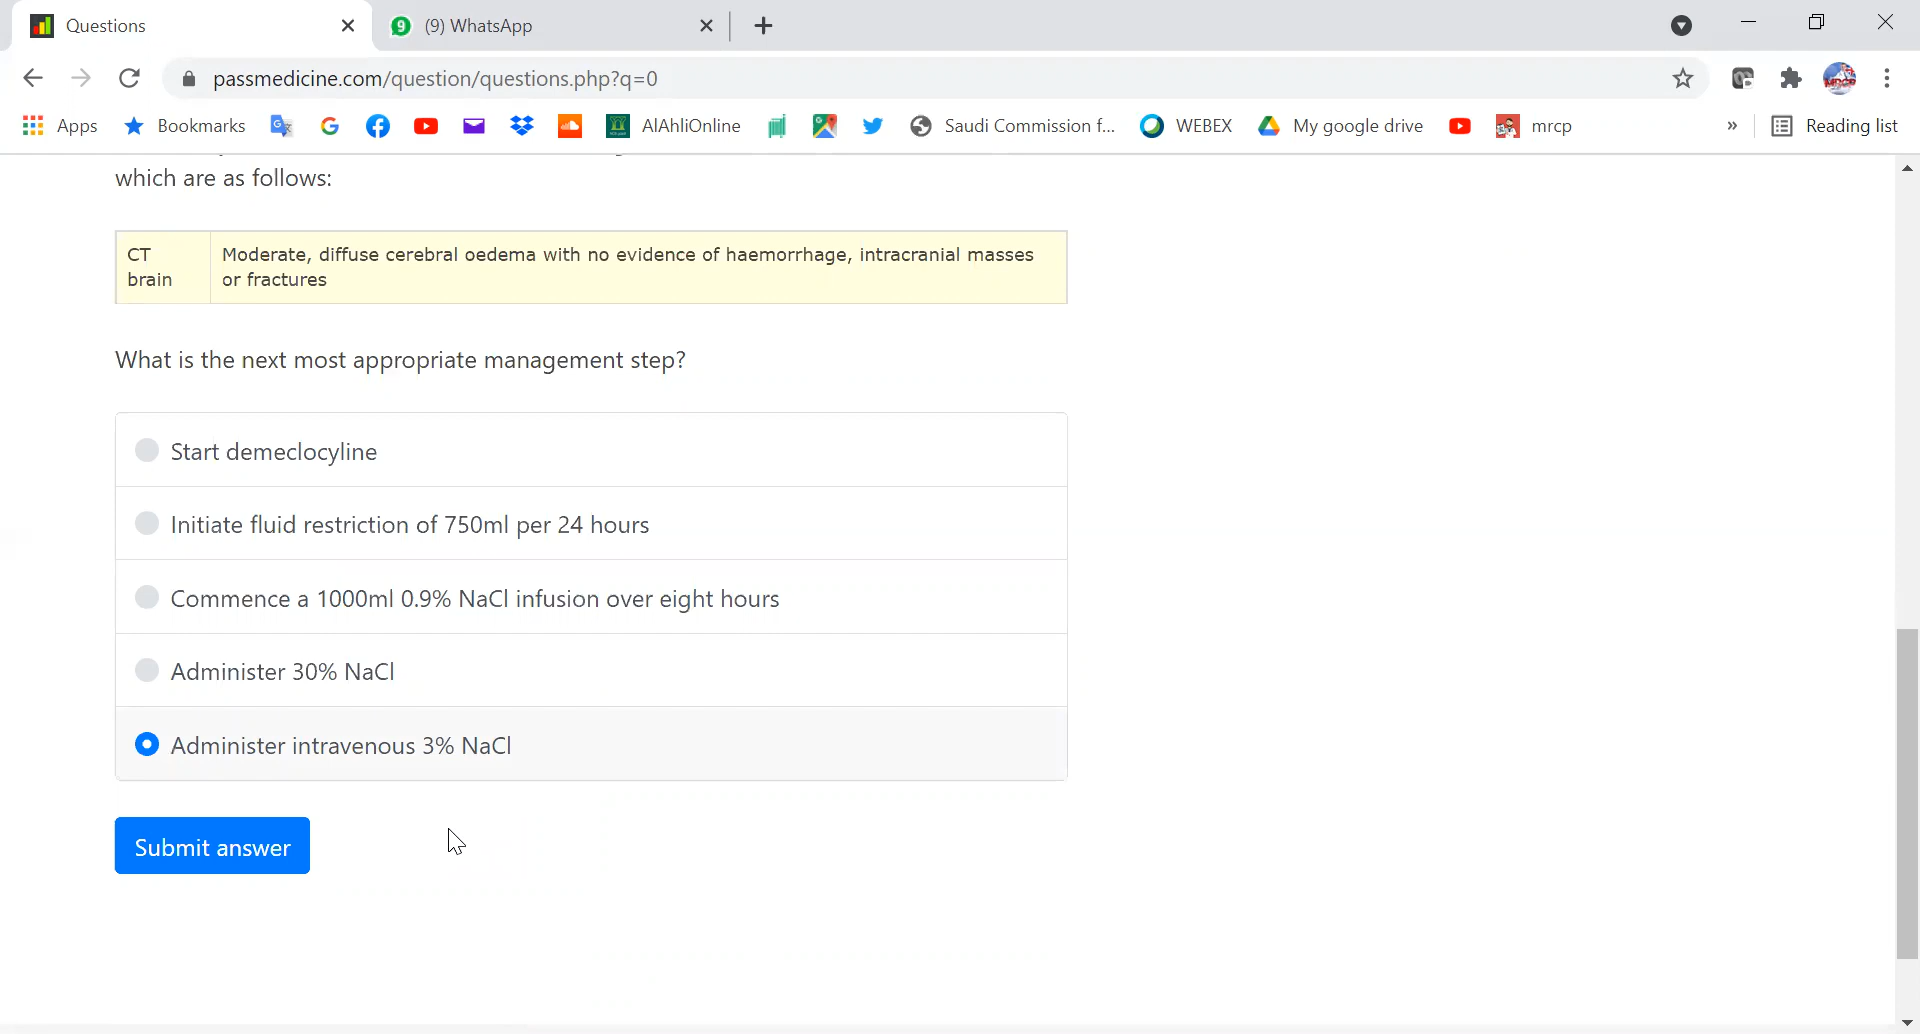 Questions
9 (9) WhatsApp
passmedicine.com/question/questions.php?q=0
Apps Bookmarks AlAhliOnline Saudi Commission f... WEBEX My google drive mrcp » Reading list
which are as follows:
CT brain
Moderate, diffuse cerebral oedema with no evidence of haemorrhage, intracranial masses
or fractures
What is the next most appropriate management step?
Start demeclocyline
Initiate fluid restriction of 750ml per 24 hours
Commence a 1000ml 0.9% NaCl infusion over eight hours
Administer 30% NaCl
Administer intravenous 3% NaCl
Submit answer